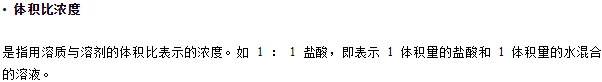 · 体积比浓度
是指用溶质与溶剂的体积比表示的浓度。如 1 : 1 盐酸,即表示 1 体积量的盐酸和 1 体积量的水混合
的溶液。